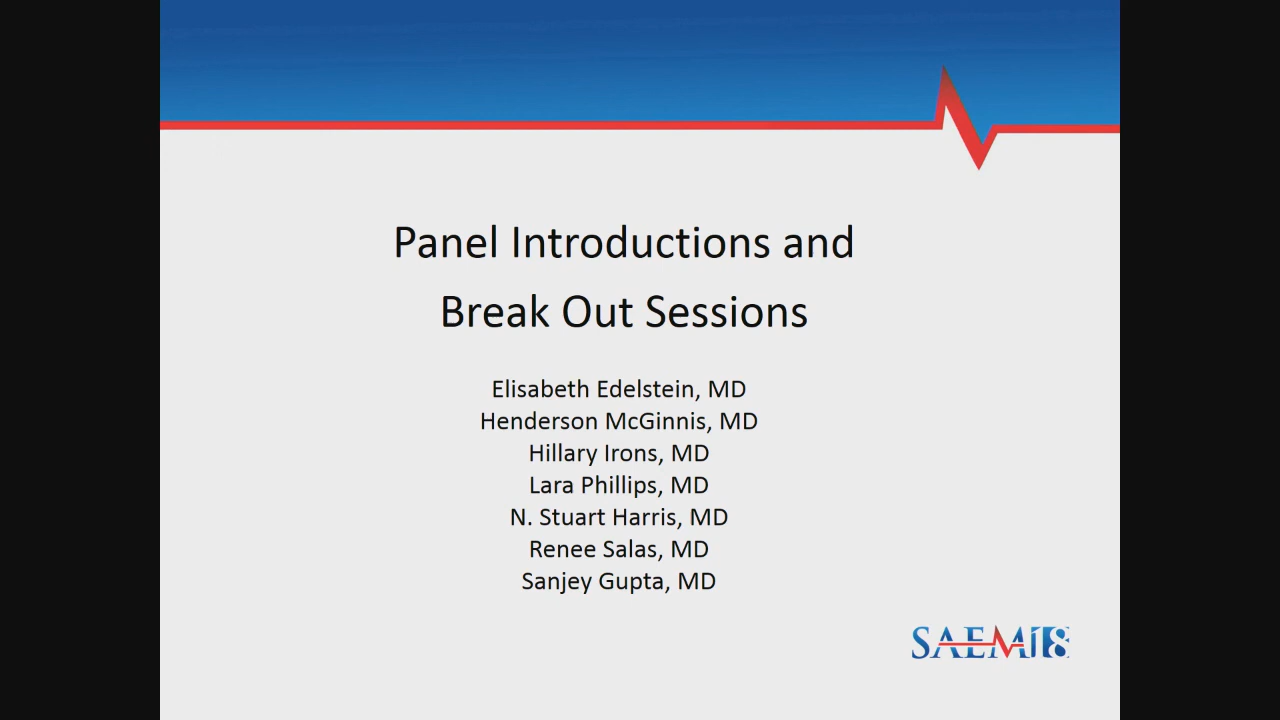 Panel Introductions and
Break Out Sessions
Elisabeth Edelstein, MD
Henderson McGinnis, MD
Hillary Irons, MD
Lara Phillips, MD
N. Stuart Harris, MD
Renee Salas, MD
Sanjey Gupta, MD
SAEM18